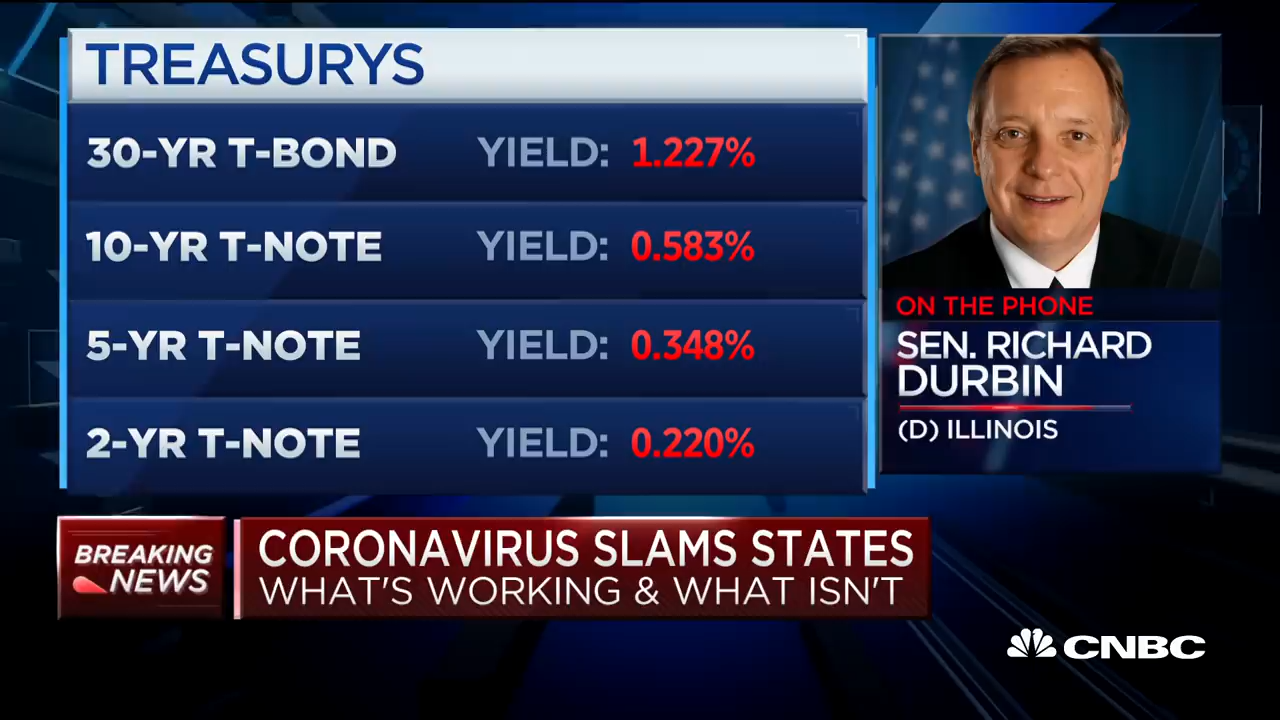 TREASURYS
30-YR T-BOND YIELD: 1.227%
10-YR T-NOTE YIELD: 0.583%
5-YR T-NOTE YIELD: 0.348%
2-YR T-NOTE YIELD: 0.220%
ON THE PHONE
SEN. RICHARD
DURBIN
(D) ILLINOIS
BREAKING
NEWS
CORONAVIRUS SLAMS STATES
WHAT'S WORKING & WHAT ISN'T
CNBC